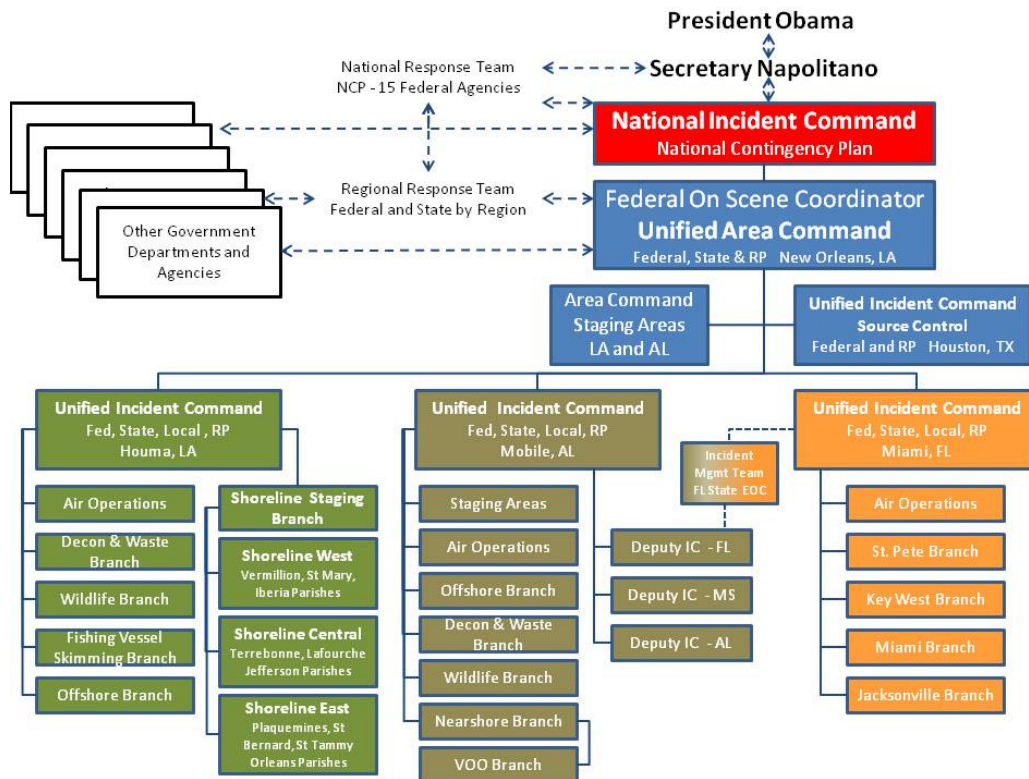 President Obama
Secretary Napolitano
National Response Team
NCP - 15 Federal Agencies
National Incident Command
National Contingency Plan
Regional Response Team
Federal and State by Region
Federal On Scene Coordinator
Unified Area Command
Federal, State & RP New Orleans, LA
Other Government
Departments and
Agencies
Area Command
Staging Areas
LA and AL
Unified Incident Command
Source Control
Federal and RP Houston, TX
Unified Incident Command
Fed, State, Local , RP
Houma, LA
Air Operations
Decon & Waste
Branch
Wildlife Branch
Fishing Vessel
Skimming Branch
Offshore Branch
Shoreline Staging
Branch
Shoreline West
Vermillion, St Mary,
Iberia Parishes
Shoreline Central
Terrebonne, Lafourche
Jefferson Parishes
Shoreline East
Plaquemines, St
Bernard, St Tammy
Orleans Parishes
Unified Incident Command
Fed, State, Local, RP
Mobile, AL
Staging Areas
Air Operations
Offshore Branch
Decon & Waste
Branch
Wildlife Branch
Nearshore Branch
VOO Branch
Deputy IC - FL
Deputy IC - MS
Deputy IC - AL
Incident
Mgmt Team
FL State EOC
Unified Incident Command
Fed, State, Local, RP
Miami, FL
Air Operations
St. Pete Branch
Key West Branch
Miami Branch
Jacksonville Branch